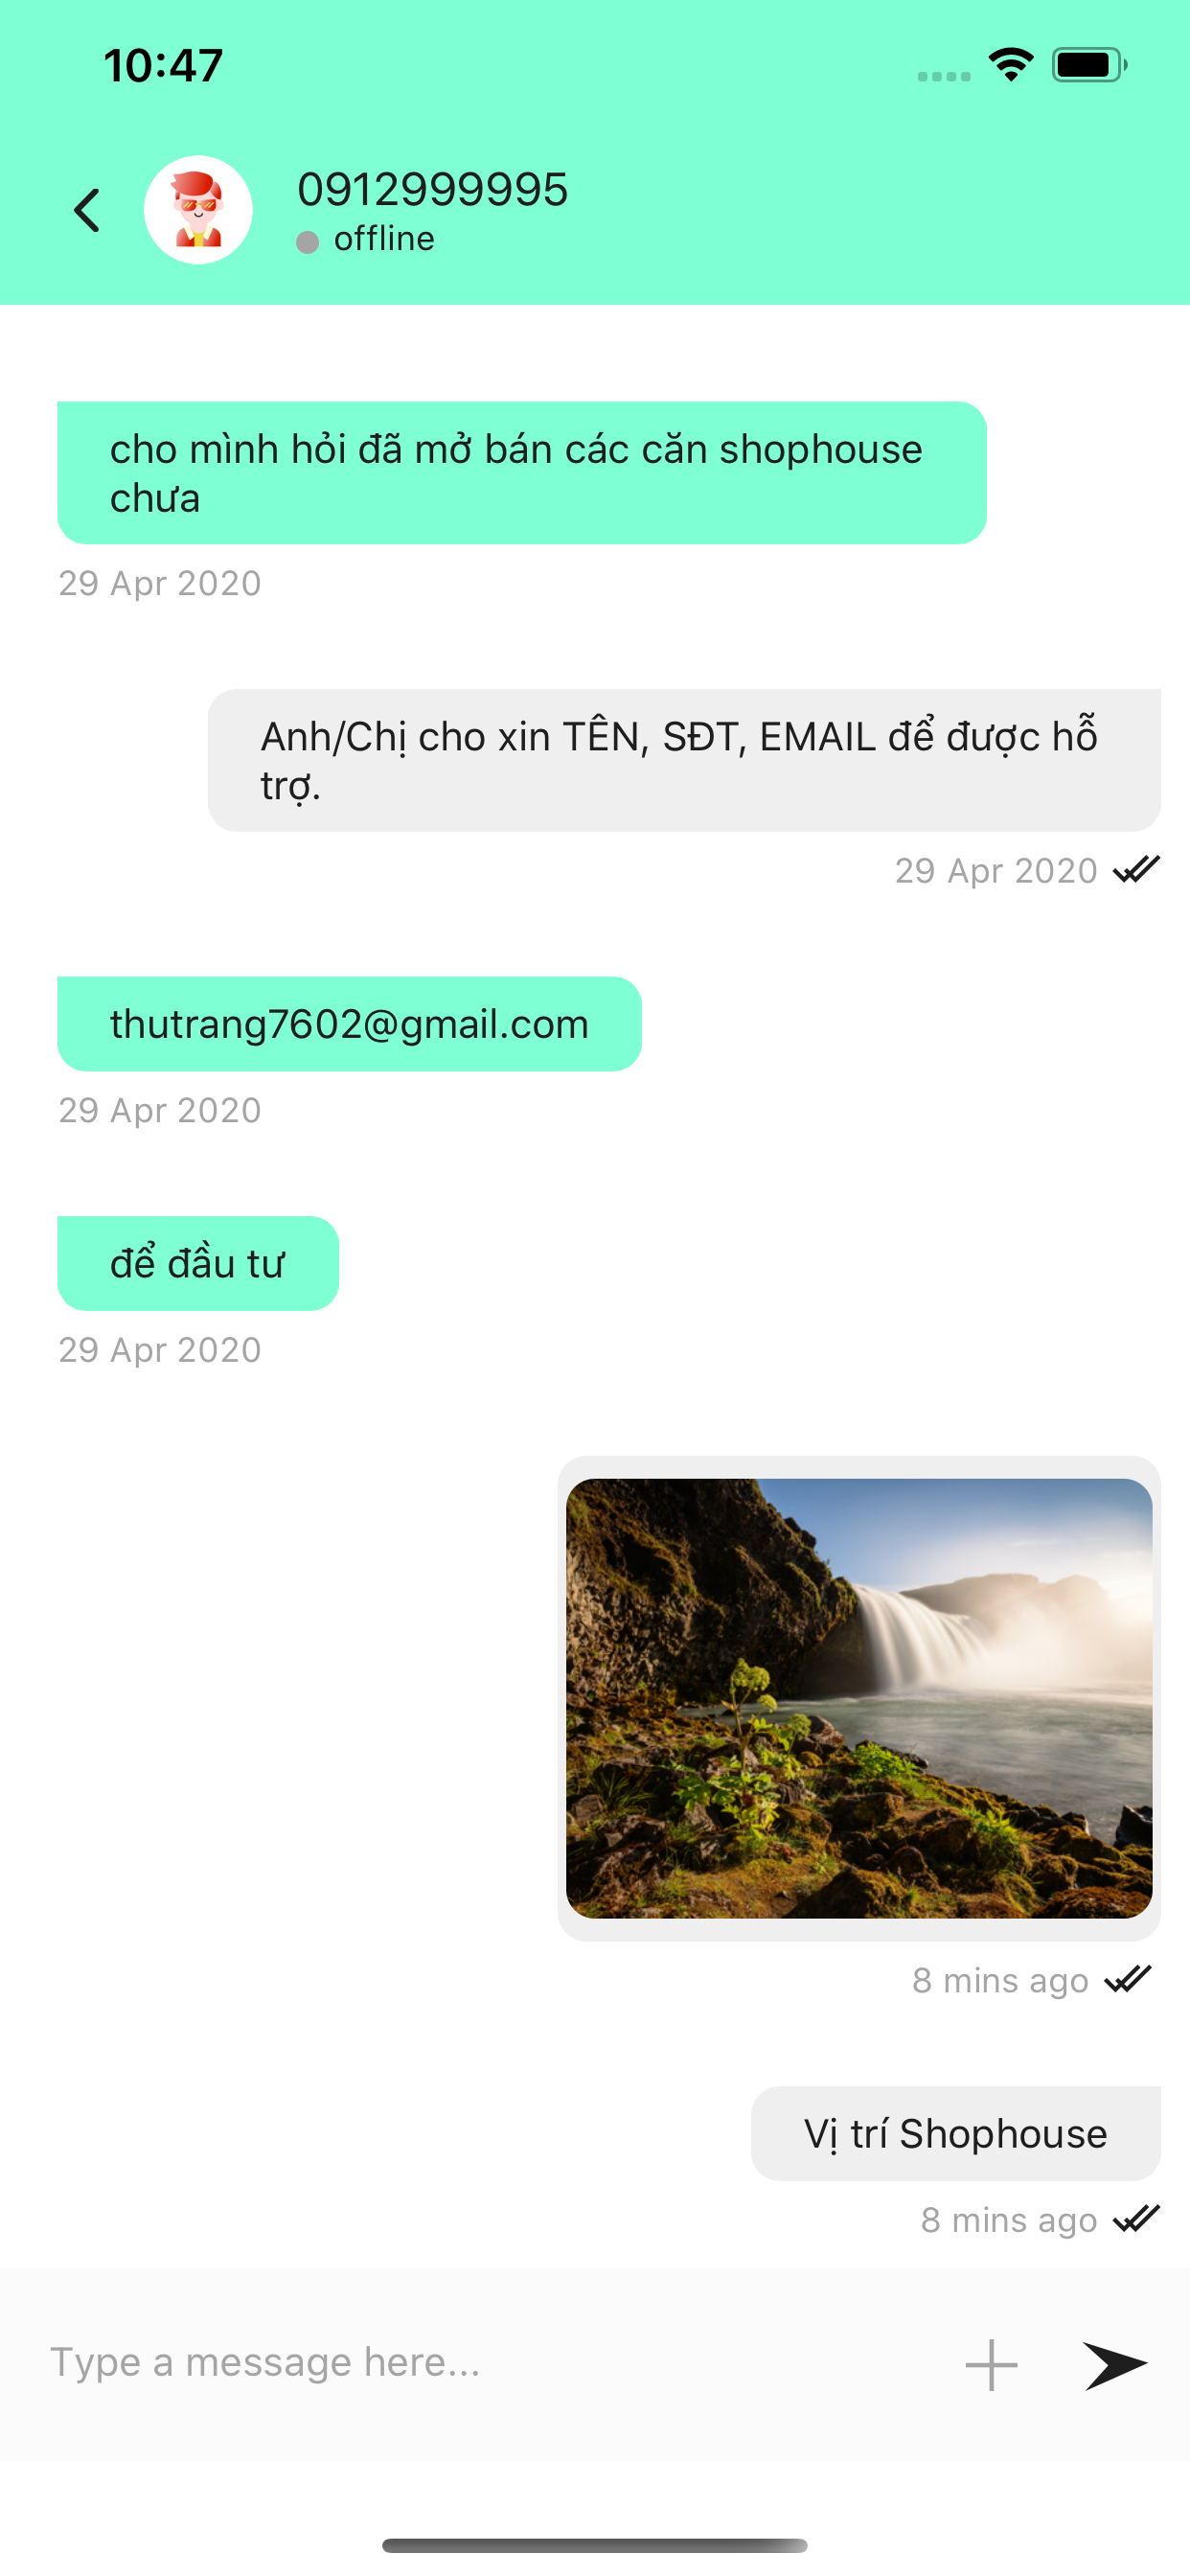 10:47
0912999995
offline
cho mình hỏi đã mở bán các căn shophouse
chưa
29 Apr 2020
Anh/Chị cho xin TÊN, SĐT, EMAIL để được hỗ
trợ.
29 Apr 2020
thutrang7602@gmail.com
29 Apr 2020
để đầu tư
29 Apr 2020
8 mins ago
Vị trí Shophouse
8 mins ago
Type a message here...